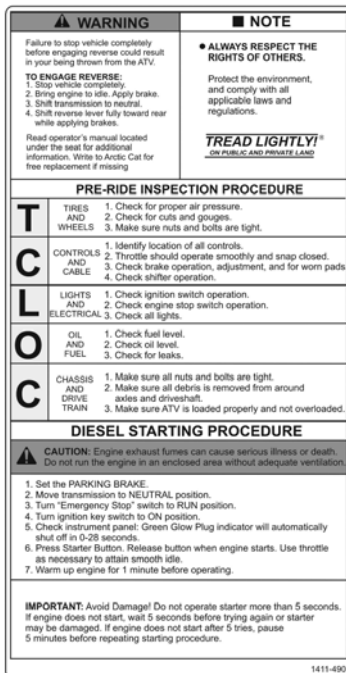 WARNING
Failure to stop vehicle completely
before engaging reverse could result
in your being thrown from the ATV.
TO ENGAGE REVERSE:
1. Stop vehicle completely.
2. Bring engine to idle. Apply brake.
3. Shift transmission to neutral.
4. Shift reverse lever fully toward rear
while applying brakes.
Read operator's manual located
under the seat for additional
information. Write to Arctic Cat for
free replacement if missing
NOTE
• ALWAYS RESPECT THE
RIGHTS OF OTHERS.
Protect the environment,
and comply with all
applicable laws and
regulations.
TREAD LIGHTLY!®
ON PUBLIC AND PRIVATE LAND
PRE-RIDE INSPECTION PROCEDURE
T
TIRES
AND
WHEELS
1. Check for proper air pressure.
2. Check for cuts and gouges.
3. Make sure nuts and bolts are tight.
C
CONTROLS
AND
CABLE
1. Identify location of all controls.
2. Throttle should operate smoothly and snap closed.
3. Check brake operation, adjustment, and for worn pads
4. Check shifter operation.
L
LIGHTS
AND
ELECTRICAL
1. Check ignition switch operation.
2. Check engine stop switch operation.
3. Check all lights.
O
OIL
AND
FUEL
1. Check fuel level.
2. Check oil level.
3. Check for leaks.
C
CHASSIS
AND
DRIVE
TRAIN
1. Make sure all nuts and bolts are tight.
2. Make sure all debris is removed from around
axles and driveshaft.
3. Make sure ATV is loaded properly and not overloaded.
DIESEL STARTING PROCEDURE
CAUTION: Engine exhaust fumes can cause serious illness or death.
Do not run the engine in an enclosed area without adequate ventilation.
1. Set the PARKING BRAKE.
2. Move transmission to NEUTRAL position.
3. Turn "Emergency Stop" switch to RUN position.
4. Turn ignition key switch to ON position.
5. Check instrument panel: Green Glow Plug indicator will automatically
shut off in 0-28 seconds.
6. Press Starter Button. Release button when engine starts. Use throttle
as necessary to attain smooth idle.
7. Warm up engine for 1 minute before operating.
IMPORTANT: Avoid Damage! Do not operate starter more than 5 seconds.
If engine does not start, wait 5 seconds before trying again or starter
may be damaged. If engine does not start after 5 tries, pause
5 minutes before repeating starting procedure.
1411-490